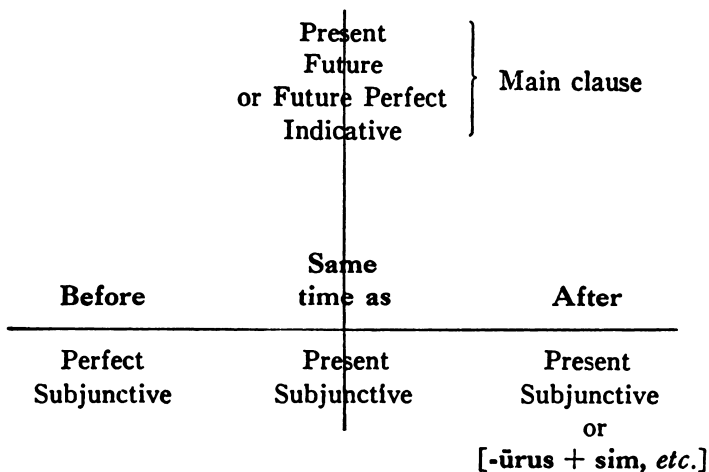 Present
Future
or Future Perfect
Indicative
Main clause
Before
Same
time as
After
Perfect
Subjunctive
Present
Subjunctive
Present
Subjunctive
or
[-ūrus + sim, etc.]